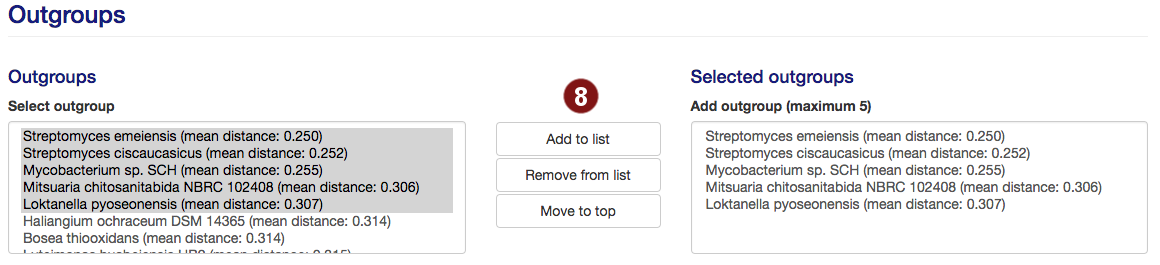 Outgroups
Outgroups
Select outgroup
Streptomyces emeiensis (mean distance: 0.250)
Streptomyces ciscaucasicus (mean distance: 0.252)
Mycobacterium sp. SCH (mean distance: 0.255)
Mitsuaria chitosanitabida NBRC 102408 (mean distance: 0.306)
Loktanella pyoseonensis (mean distance: 0.307)
Haliangium ochraceum DSM 14365 (mean distance: 0.314)
Bosea thiooxidans (mean distance: 0.314)
8
Add to list
Remove from list
Move to top
Selected outgroups
Add outgroup (maximum 5)
Streptomyces emeiensis (mean distance: 0.250)
Streptomyces ciscaucasicus (mean distance: 0.252)
Mycobacterium sp. SCH (mean distance: 0.255)
Mitsuaria chitosanitabida NBRC 102408 (mean distance: 0.306)
Loktanella pyoseonensis (mean distance: 0.307)